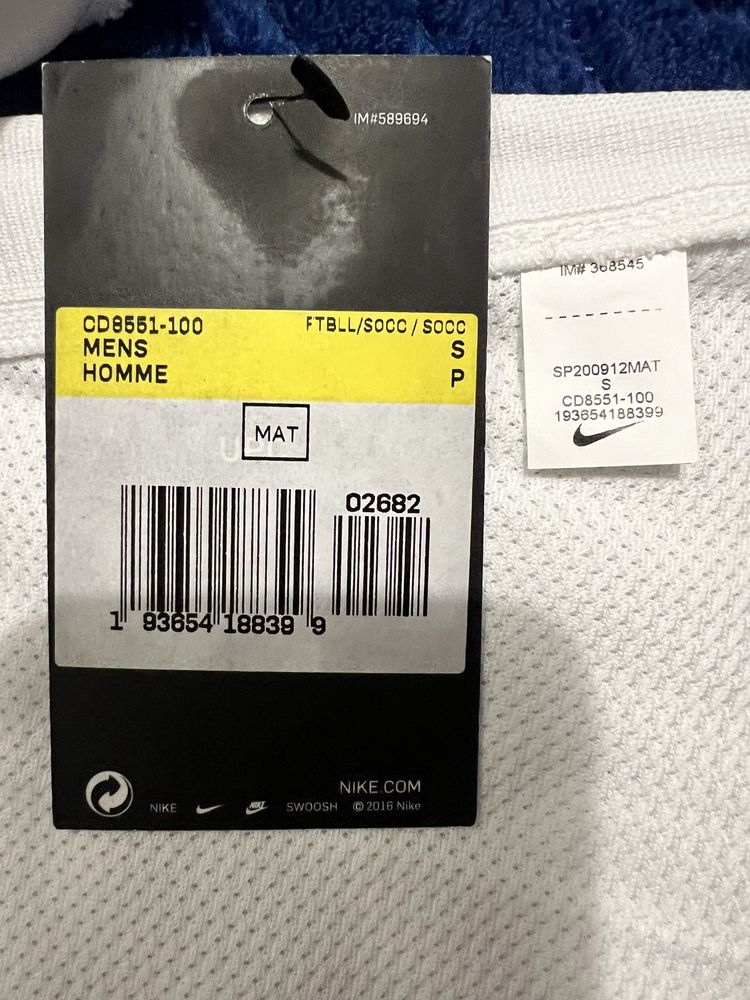 IM#589694
CD8551-100 FTBLL/SOCC / SOCC
MENS S
HOMME P
MAT
02682
1 93654 18839 9
NIKE.COM
NIKE NIKE SWOOSH © 2016 Nike
IM# 368545
SP200912MAT
S
CD8551-100
193654188399